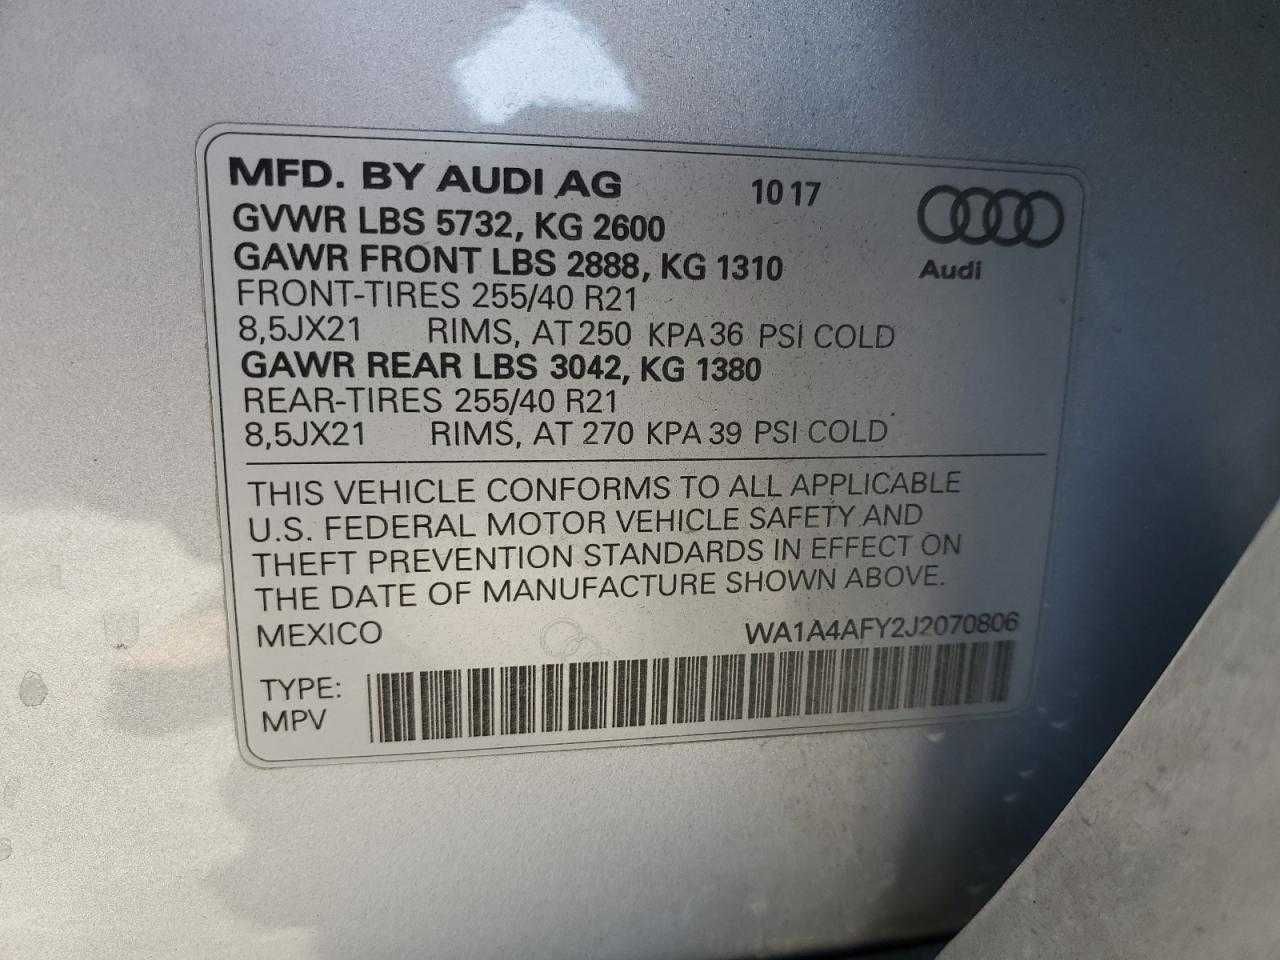 MFD. BY AUDI AG 10 17
GVWR LBS 5732, KG 2600
GAWR FRONT LBS 2888, KG 1310
Audi
FRONT-TIRES 255/40 R21
8,5JX21 RIMS, AT 250 KPA 36 PSI COLD
GAWR REAR LBS 3042, KG 1380
REAR-TIRES 255/40 R21
8,5JX21 RIMS, AT 270 KPA 39 PSI COLD
THIS VEHICLE CONFORMS TO ALL APPLICABLE
U.S. FEDERAL MOTOR VEHICLE SAFETY AND
THEFT PREVENTION STANDARDS IN EFFECT ON
THE DATE OF MANUFACTURE SHOWN ABOVE.
MEXICO WA1A4AFY2J2070806
TYPE:
MPV